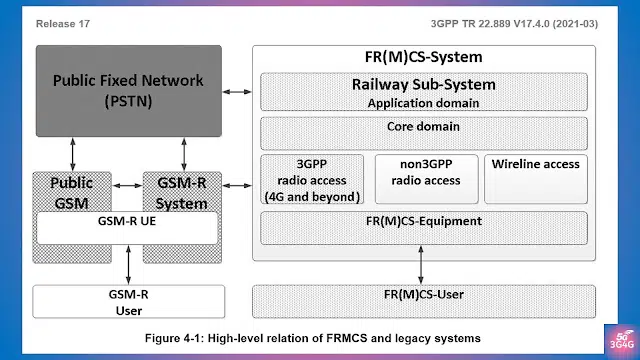 Release 17
3GPP TR 22.889 V17.4.0 (2021-03)
Public Fixed Network
(PSTN)
FR(M)CS-System
Railway Sub-System
Application domain
Core domain
3GPP
radio access
(4G and beyond)
non3GPP
radio access
Wireline access
Public
GSM
GSM-R
System
GSM-R UE
FR(M)CS-Equipment
GSM-R
User
FR(M)CS-User
Figure 4-1: High-level relation of FRMCS and legacy systems
5G
3G4G